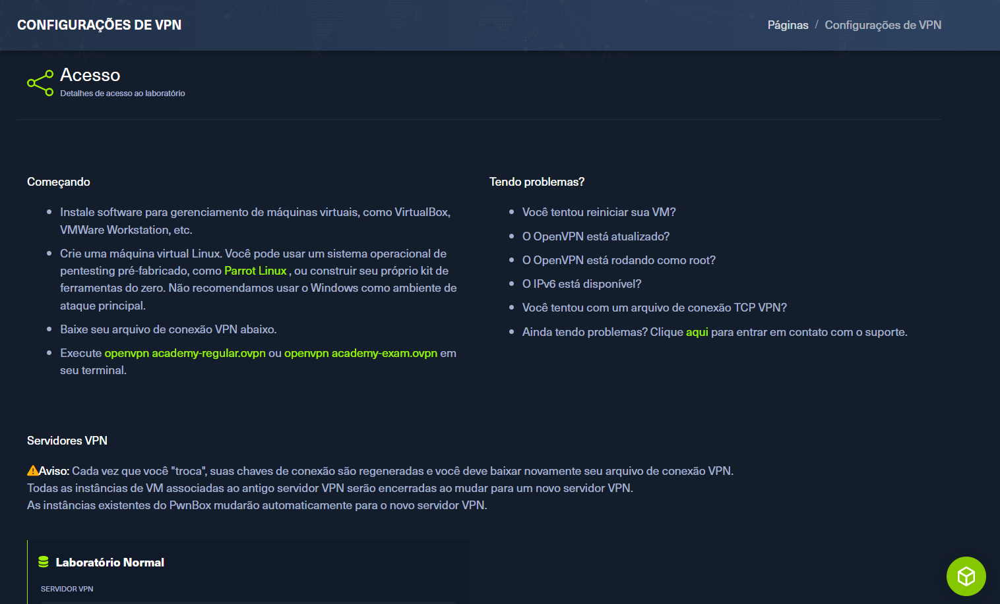 CONFIGURAÇÕES DE VPN
Páginas / Configurações de VPN
Acesso
Detalhes de acesso ao laboratório
Começando
Instale software para gerenciamento de máquinas virtuais, como VirtualBox,
VMWare Workstation, etc.
Crie uma máquina virtual Linux. Você pode usar um sistema operacional de
pentesting pré-fabricado, como Parrot Linux , ou construir seu próprio kit de
ferramentas do zero. Não recomendamos usar o Windows como ambiente de
ataque principal.
Baixe seu arquivo de conexão VPN abaixo.
Execute openvpn academy-regular.ovpn ou openvpn academy-exam.ovpn em
seu terminal.
Tendo problemas?
Você tentou reiniciar sua VM?
O OpenVPN está atualizado?
O OpenVPN está rodando como root?
O IPv6 está disponível?
Você tentou com um arquivo de conexão TCP VPN?
Ainda tendo problemas? Clique aqui para entrar em contato com o suporte.
Servidores VPN
Aviso: Cada vez que você "troca", suas chaves de conexão são regeneradas e você deve baixar novamente seu arquivo de conexão VPN.
Todas as instâncias de VM associadas ao antigo servidor VPN serão encerradas ao mudar para um novo servidor VPN.
As instâncias existentes do PwnBox mudarão automaticamente para o novo servidor VPN.
Laboratório Normal
SERVIDOR VPN